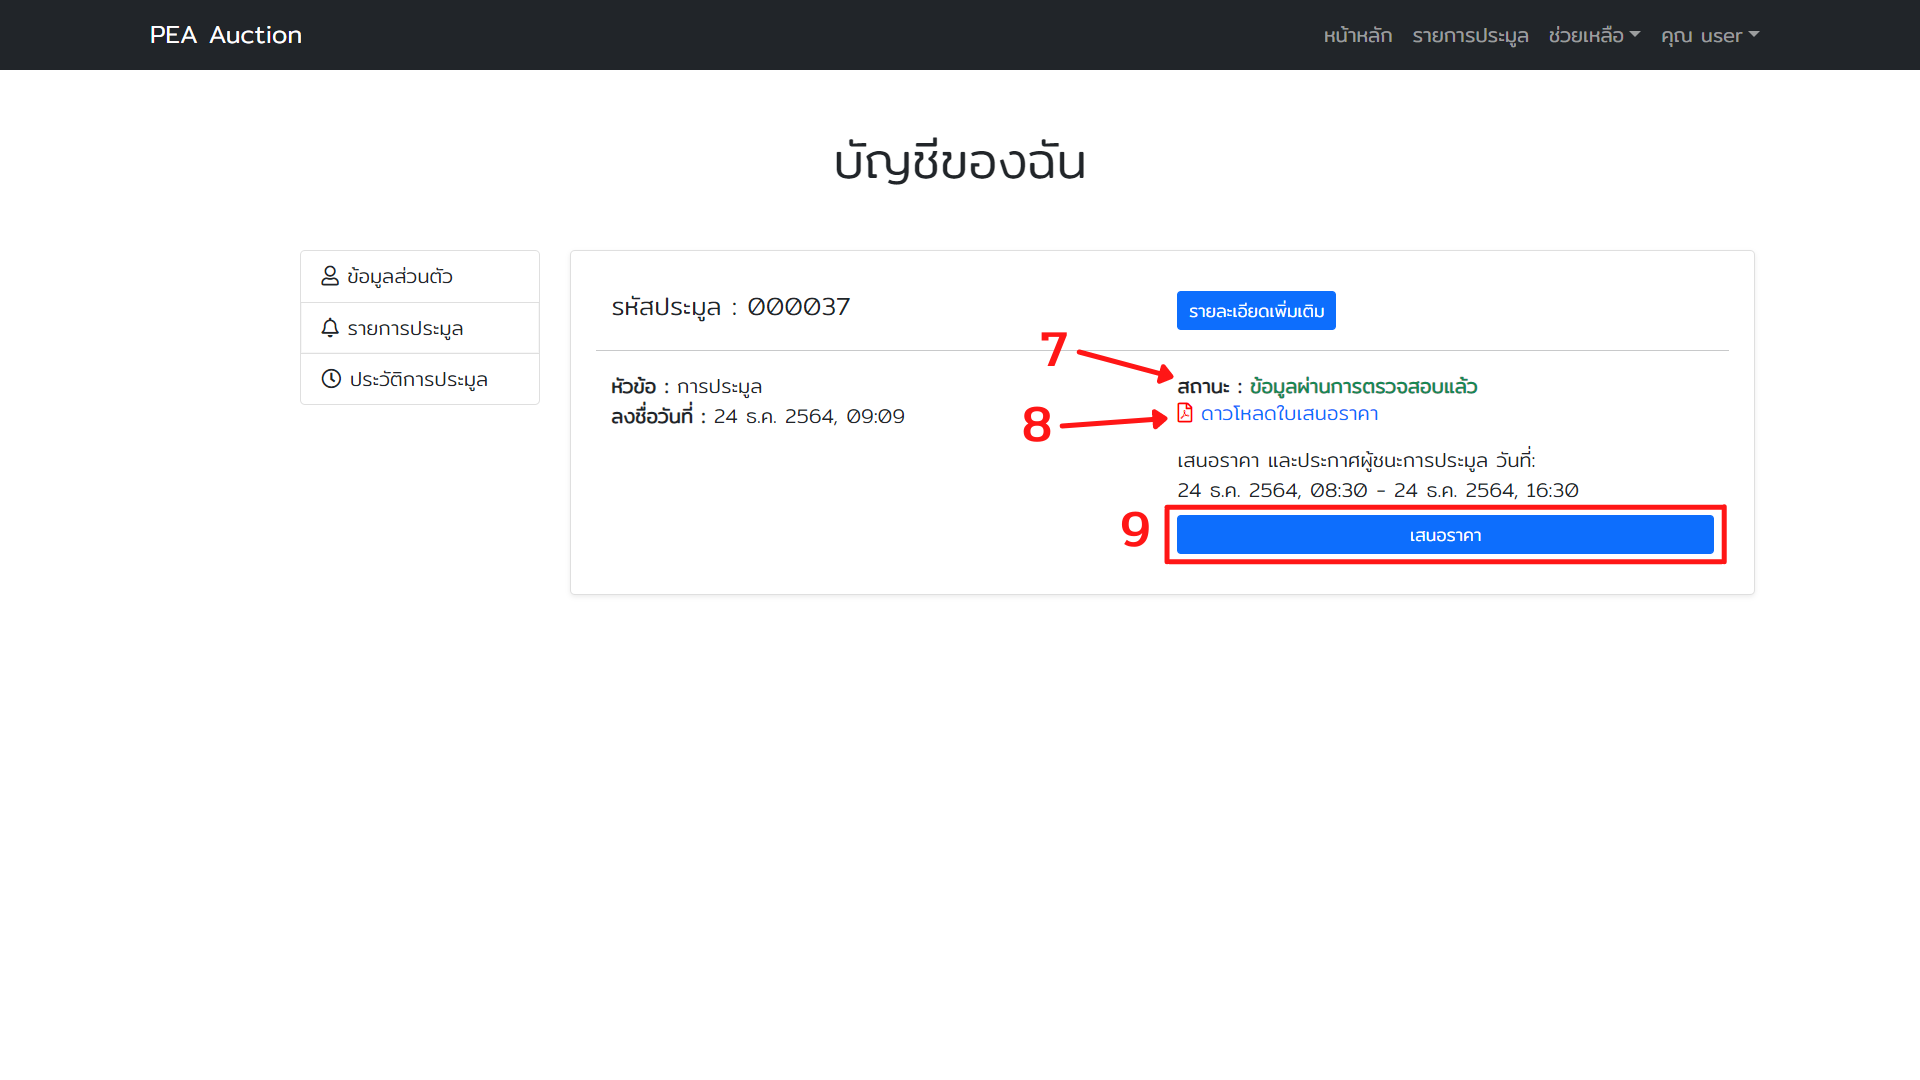 PEA Auction
หน้าหลัก รายการประมูล ช่วยเหลือ คุณ user
บัญชีของฉัน
ข้อมูลส่วนตัว
รายการประมูล
ประวัติการประมูล
รหัสประมูล : 000037
รายละเอียดเพิ่มเติม
หัวข้อ : การประมูล
ลงชื่อวันที่ : 24 ธ.ค. 2564, 09:09
7
สถานะ : ข้อมูลผ่านการตรวจสอบแล้ว
8
ดาวโหลดใบเสนอราคา
เสนอราคา และประกาศผู้ชนะการประมูล วันที่:
24 ธ.ค. 2564, 08:30 - 24 ธ.ค. 2564, 16:30
9
เสนอราคา